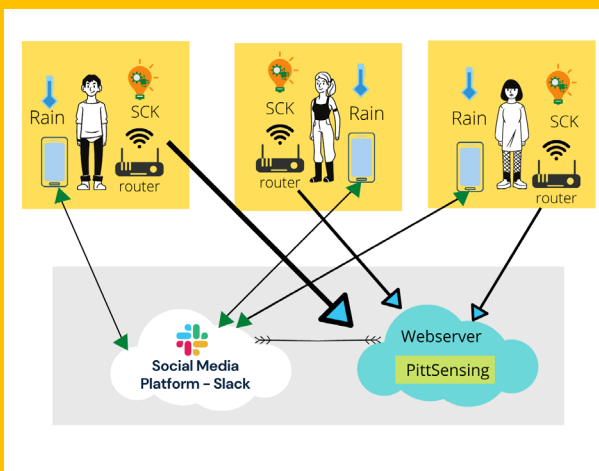 Rain
SCK
router
SCK
Rain
router
Rain
SCK
router
Social Media
Platform - Slack
Webserver
PittSensing